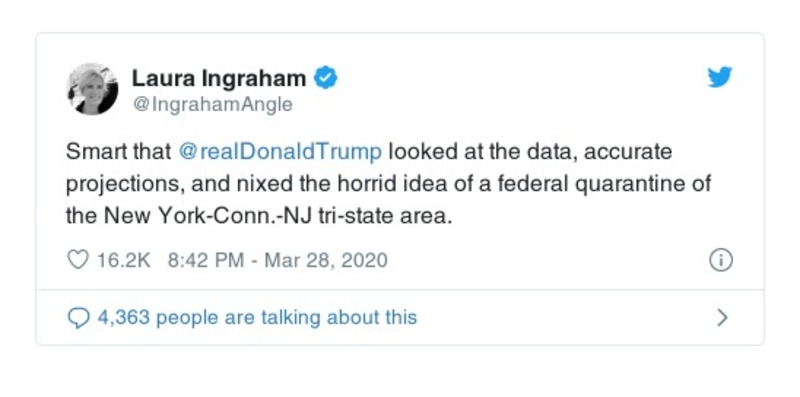 Laura Ingraham
@IngrahamAngle
Smart that @realDonaldTrump looked at the data, accurate
projections, and nixed the horrid idea of a federal quarantine of
the New York-Conn.-NJ tri-state area.
16.2K 8:42 PM - Mar 28, 2020
4,363 people are talking about this